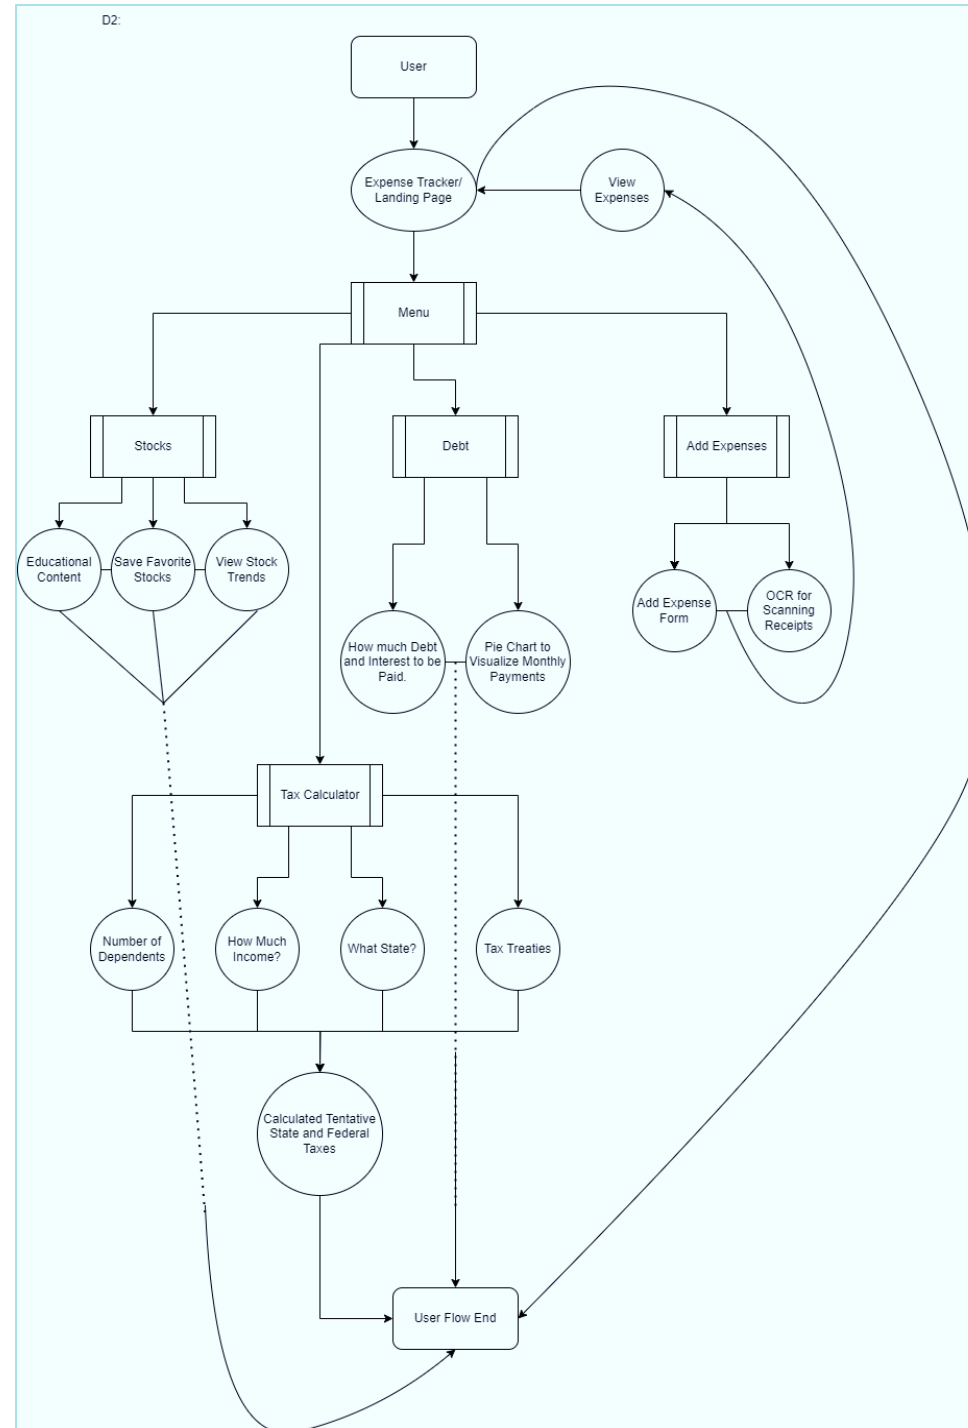 D2:
User
Expense Tracker/
Landing Page
View
Expenses
Menu
Stocks
Debt
Add Expenses
Educational
Content
Save Favorite
Stocks
View Stock
Trends
Add Expense
Form
OCR for
Scanning
Receipts
How much Debt
and Interest to be
Paid.
Pie Chart to
Visualize Monthly
Payments
Tax Calculator
Number of
Dependents
How Much
Income?
What State?
Tax Treaties
Calculated Tentative
State and Federal
Taxes
User Flow End